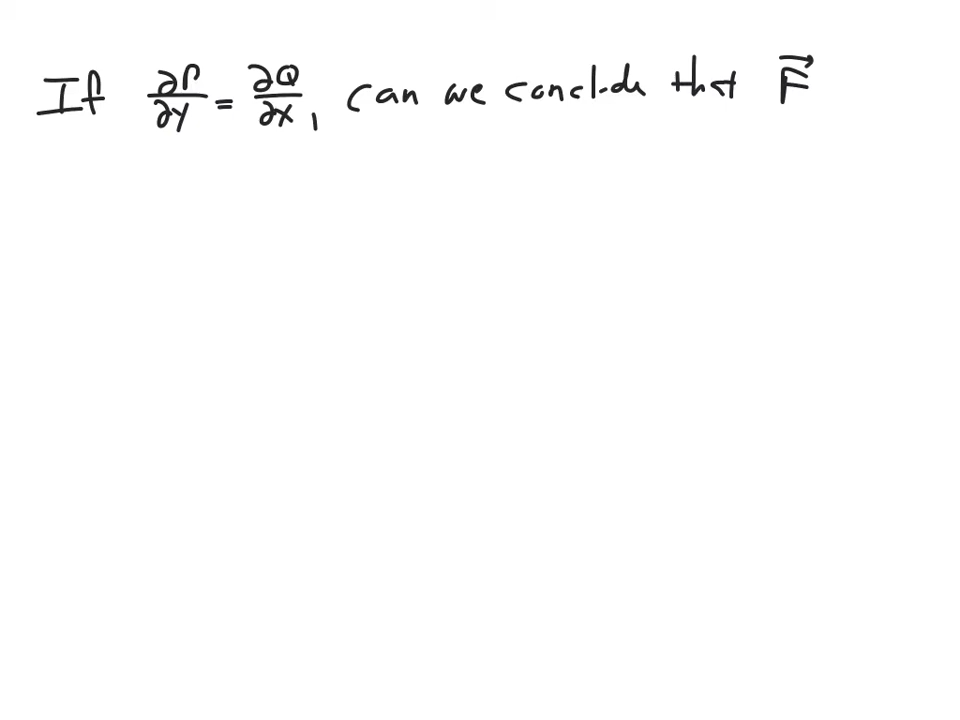 If ∂P/∂y = ∂Q/∂x, can we conclude that F⃗